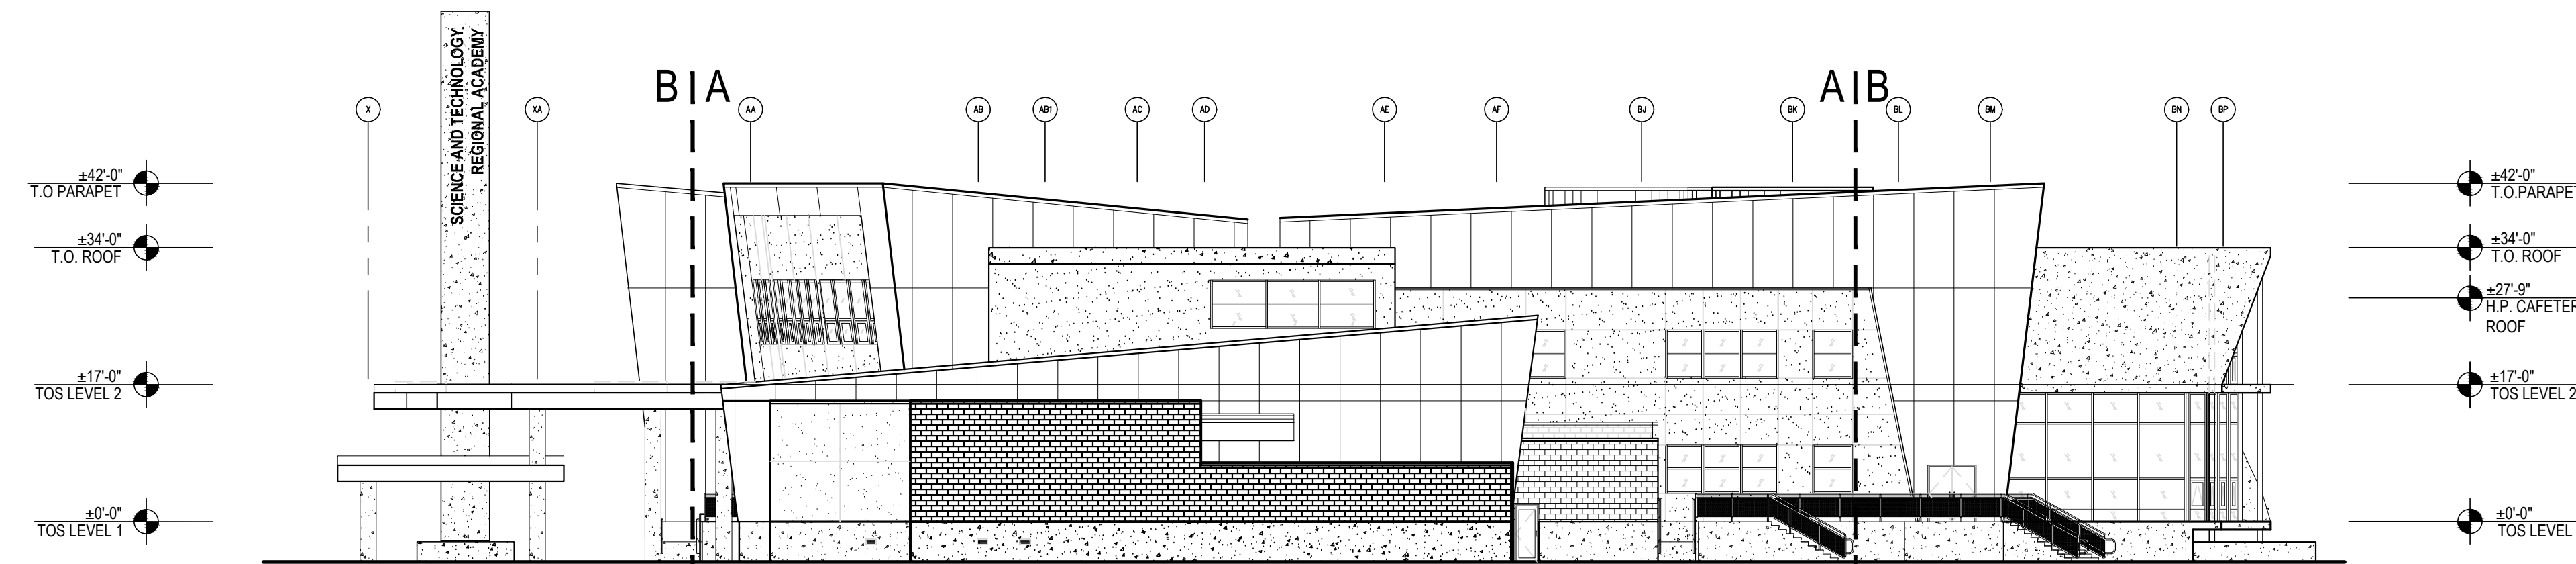 SCIENCE AND TECHNOLOGY
REGIONAL ACADEMY
B A
A B
X
XA
AA
AB
AB1
AC
AD
AE
AF
BJ
BK
BL
BM
BN
BP
±42'-0"
T.O PARAPET
±34'-0"
T.O. ROOF
±17'-0"
TOS LEVEL 2
±0'-0"
TOS LEVEL 1
±42'-0"
T.O.PARAPET
±34'-0"
T.O. ROOF
±27'-9"
H.P. CAFETER
ROOF
±17'-0"
TOS LEVEL 2
±0'-0"
TOS LEVEL